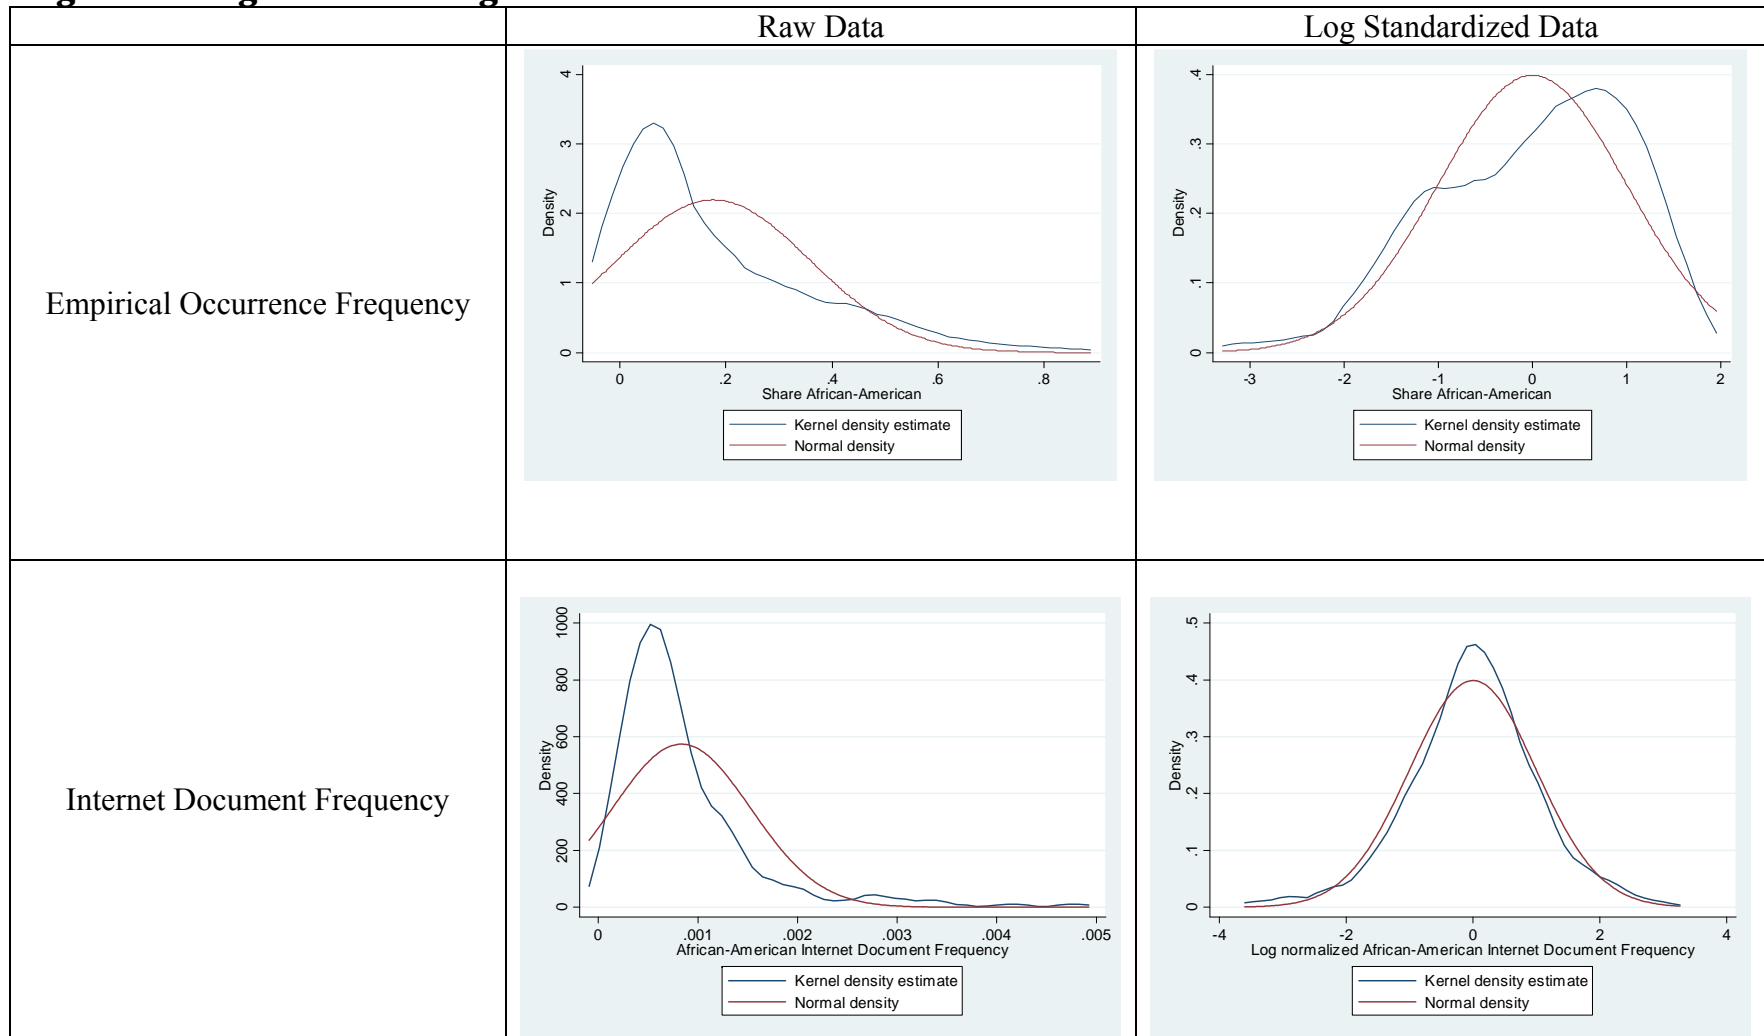 Raw Data
Log Standardized Data
Empirical Occurrence Frequency
Density
0
1
2
3
4
0
.2
.4
.6
.8
Share African-American
Kernel density estimate
Normal density
Density
0
.1
.2
.3
.4
-3
-2
-1
0
1
2
Share African-American
Kernel density estimate
Normal density
Internet Document Frequency
Density
0
200
400
600
800
1000
0
.001
.002
.003
.004
.005
African-American Internet Document Frequency
Kernel density estimate
Normal density
Density
0
.1
.2
.3
.4
.5
-4
-2
0
2
4
Log normalized African-American Internet Document Frequency
Kernel density estimate
Normal density